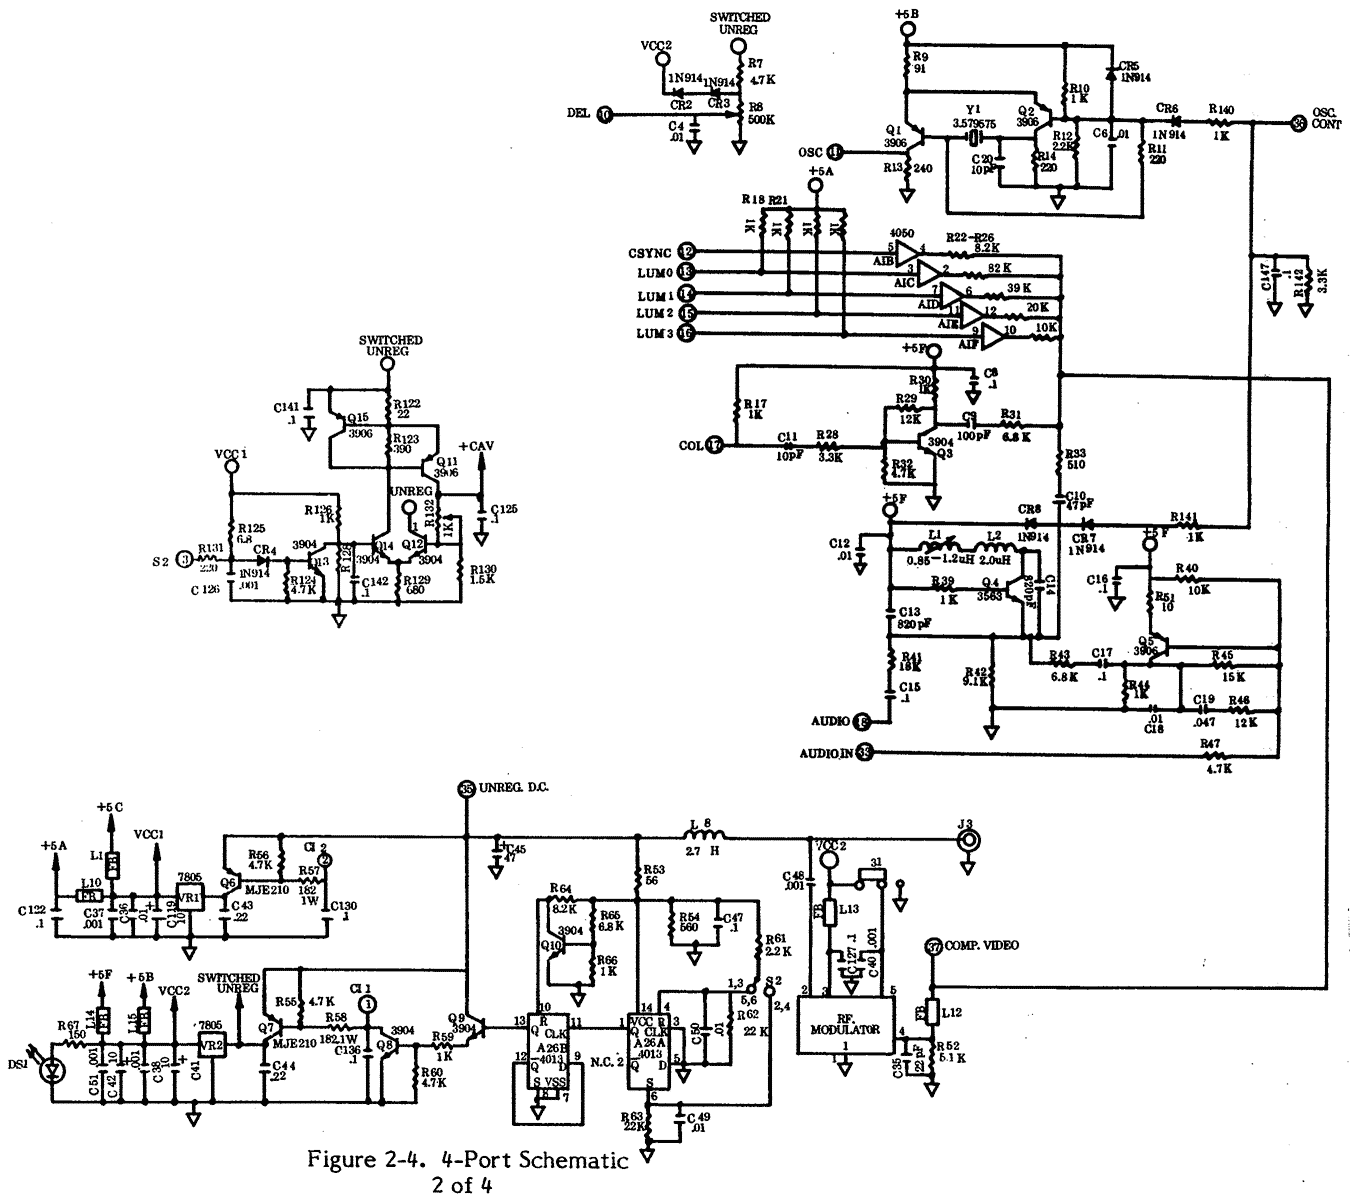 +5B
SWITCHED
UNREG
VCC2
R7
4.7K
1N914
1N914
CR2
CR3
R8
500K
DEL 10
C4
.01
R9
91
R10
1K
CR5
1N914
Q2
3906
Y1
3.579575
Q1
3906
OSC 11
R13
240
C20
10pF
R14
220
R12
2.2K
C6
.01
CR6
1N914
R140
1K
R11
220
36
OSC.
CONT
+5A
R18
R21
1K
1K
1K
1K
CSYNC 12
LUM0 13
LUM1 14
LUM2 15
LUM3 16
4050
5
4
A1B
3
2
A1C
7
6
A1D
11
12
A1E
9
10
A1F
R22-R26
8.2K
82K
39K
20K
10K
C147
.1
R142
3.3K
SWITCHED
UNREG
C141
.1
Q15
3906
R122
22
R123
390
+CAV
Q11
3906
UNREG
VCC1
R126
1K
R132
1K
C125
.1
R125
6.8
S2 3
R131
220
CR4
1N914
C126
.001
3904
Q13
R124
4.7K
R128
Q14
3904
1
Q12
3904
C142
.1
R129
680
R130
1.5K
+5F
R30
1K
C8
.1
R17
1K
R29
12K
COL 17
C11
10pF
R28
3.3K
R32
4.7K
3904
Q3
C9
100pF
R31
6.8K
R33
510
C10
47pF
+5F
CR8
1N914
CR7
1N914
R141
1K
C12
.01
L1
0.85-1.2uH
L2
2.0uH
R39
1K
Q4
3563
C14
820pF
C13
820pF
+5F
C16
.1
R40
10K
R51
10
Q5
3906
R41
18K
C15
.1
R42
9.1K
R43
6.8K
C17
.1
R45
15K
R44
1K
.01
C18
C19
.047
R46
12K
AUDIO 18
AUDIO IN 33
R47
4.7K
35 UNREG. D.C.
+5C
+5A
VCC1
L1
FB
L10
FB
7805
VR1
C122
.1
C37
.001
C36
.01
C119
Q6
MJE210
R56
4.7K
R57
182
1W
2
C43
.22
C130
.1
C45
47
L 8
2.7 H
J3
R53
56
R64
8.2K
R65
6.8K
3904
Q10
R66
1K
R54
560
C47
.1
R61
2.2K
S2
1,3
5,6
2,4
C48
.001
VCC2
31
FB
L13
C127
.1
C40
.001
37 COMP. VIDEO
FB
L12
2
3
5
RF.
MODULATOR
4
1
C35
22pF
R52
5.1K
+5F
+5B
VCC2
SWITCHED
UNREG
R67
150
L14
FB
L15
FB
7805
VR2
DS1
C51
.001
C42
10
C38
.001
C41
10
Q7
MJE210
R55
4.7K
C44
.22
R58
182,1W
1
C136
.1
3904
Q8
R59
1K
R60
4.7K
Q9
3904
13
10
11
R
Q
CLK
A26B
4013
12
Q
9
D
S
VSS
8
7
N.C. 2
1
14
4
3
VCC
R
Q
CLK
A26A
4013
Q
D
5
S
6
C50
.01
R62
22K
R63
22K
C49
.01
Figure 2-4. 4-Port Schematic
2 of 4